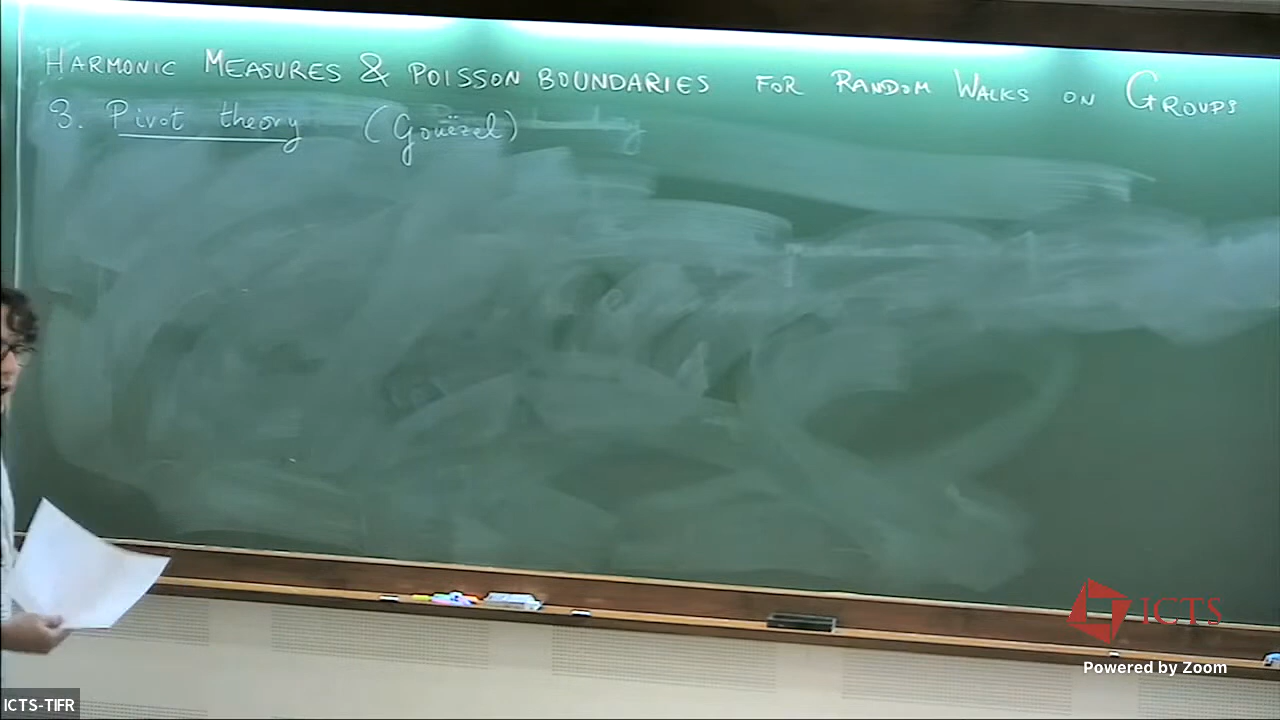 HARMONIC MEASURES & POISSON BOUNDARIES FOR RANDOM WALKS ON GROUPS
3. Pivot theory (Gouëzel)
ICTS
Powered by Zoom
ICTS-TIFR